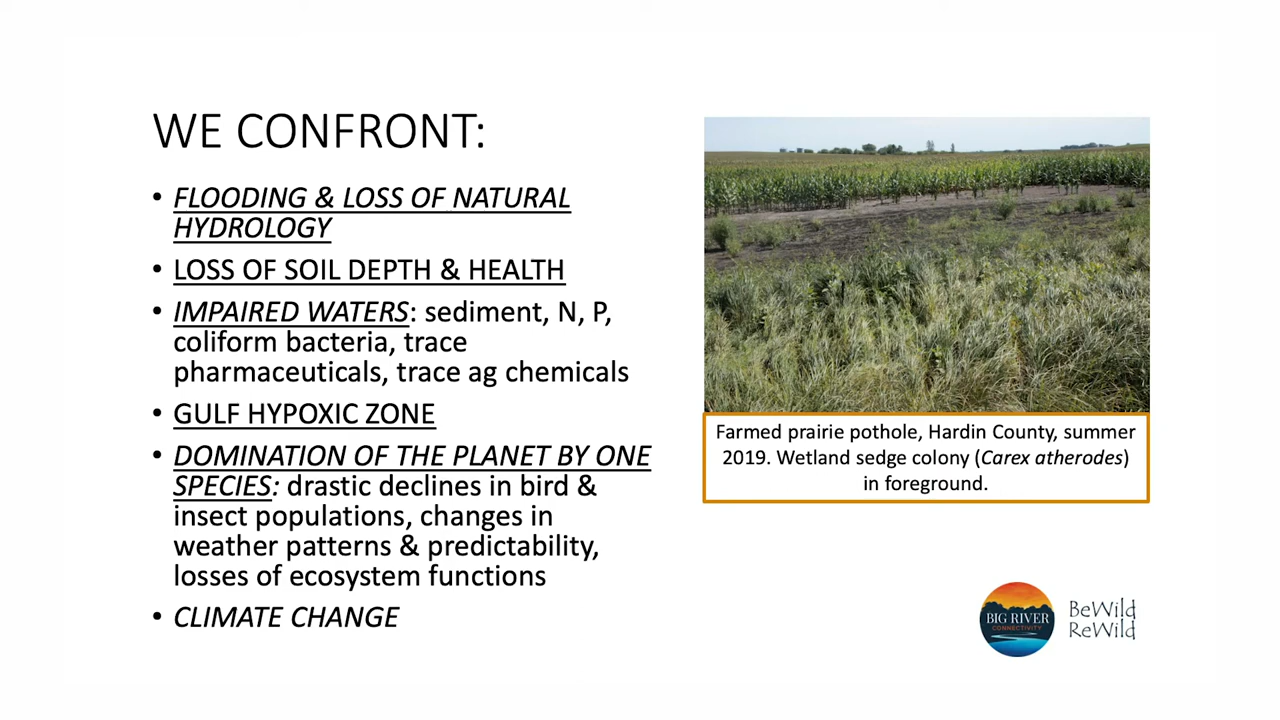 WE CONFRONT:
• FLOODING & LOSS OF NATURAL
HYDROLOGY
• LOSS OF SOIL DEPTH & HEALTH
• IMPAIRED WATERS: sediment, N, P,
coliform bacteria, trace
pharmaceuticals, trace ag chemicals
• GULF HYPOXIC ZONE
• DOMINATION OF THE PLANET BY ONE
SPECIES: drastic declines in bird &
insect populations, changes in
weather patterns & predictability,
losses of ecosystem functions
• CLIMATE CHANGE
Farmed prairie pothole, Hardin County, summer
2019. Wetland sedge colony (Carex atherodes)
in foreground.
BIG RIVER
CONNECTIVITY
BeWild
ReWild